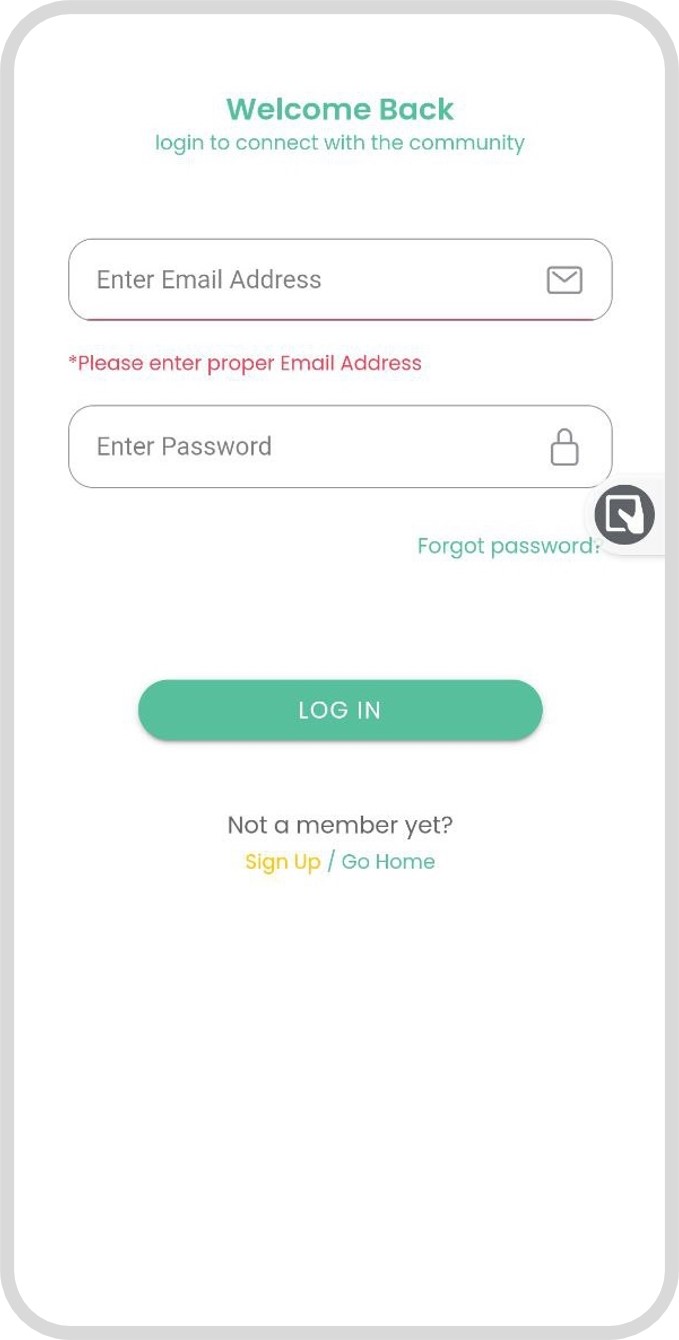 Welcome Back
login to connect with the community
Enter Email Address
*Please enter proper Email Address
Enter Password
Forgot password?
LOG IN
Not a member yet?
Sign Up / Go Home